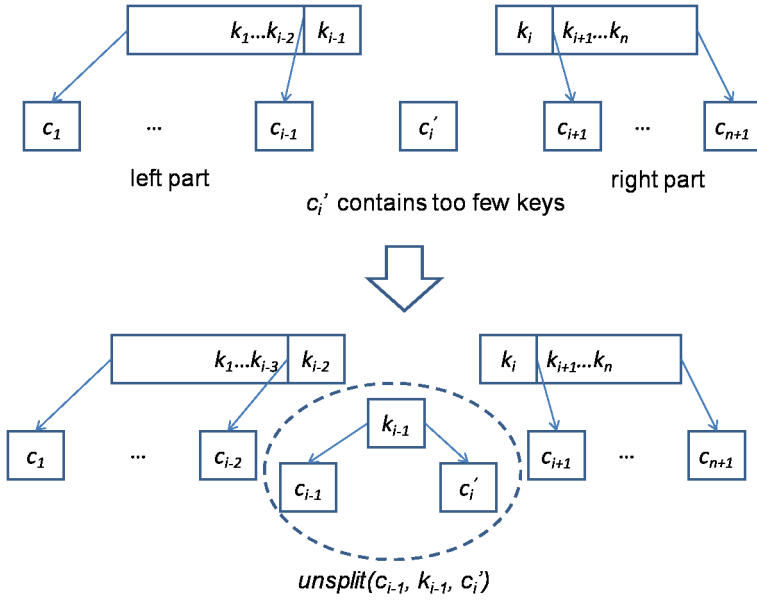 k₁...kᵢ₋₂ kᵢ₋₁ kᵢ kᵢ₊₁...kₙ
c₁ ... cᵢ₋₁ cᵢ′ cᵢ₊₁ ... cₙ₊₁
left part right part
cᵢ′ contains too few keys
k₁...kᵢ₋₃ kᵢ₋₂ kᵢ kᵢ₊₁...kₙ
kᵢ₋₁
c₁ ... cᵢ₋₂ cᵢ₊₁ ... cₙ₊₁
cᵢ₋₁ cᵢ′
unsplit(cᵢ₋₁, kᵢ₋₁, cᵢ′)